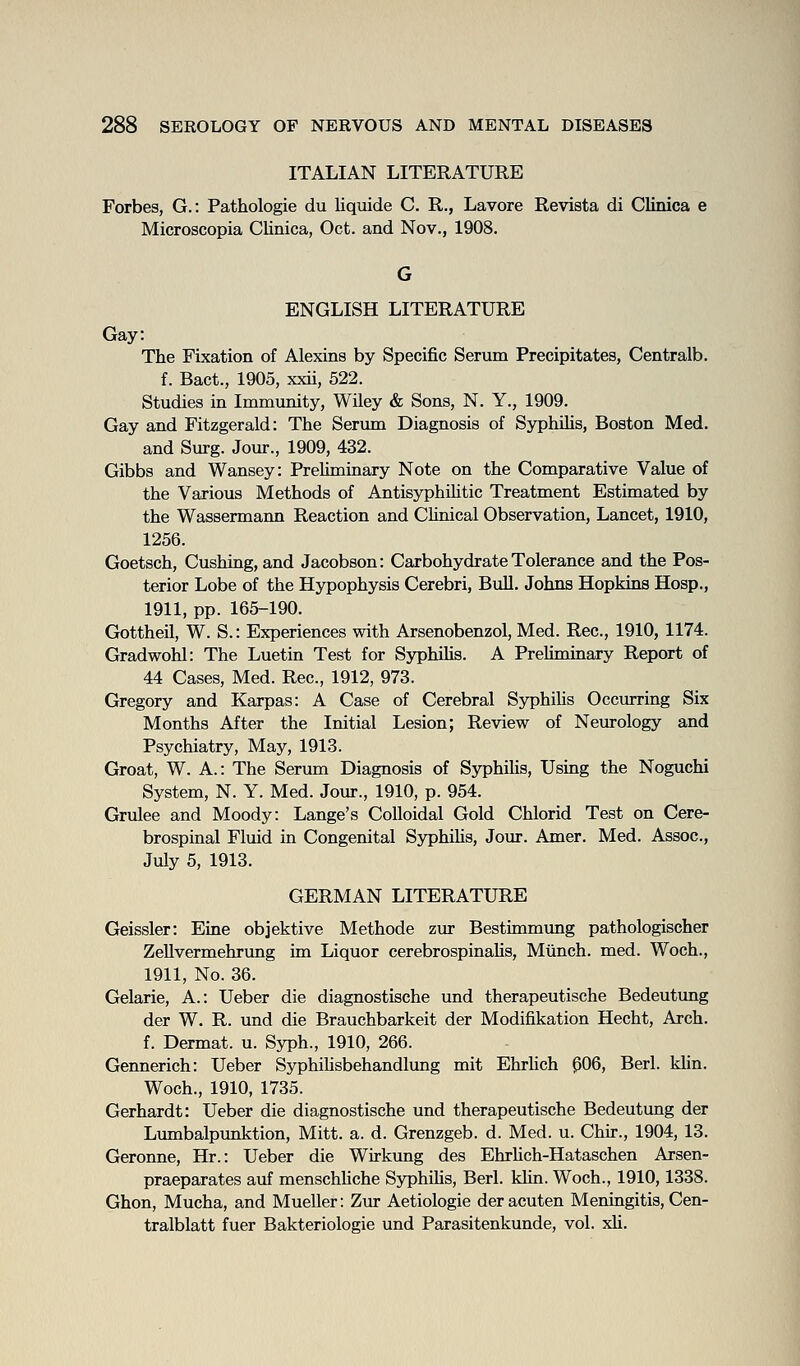 288 SEROLOGY OF NERVOUS AND MENTAL DISEASES
ITALIAN LITERATURE
Forbes, G.: Pathologie du liquide C. R., Lavore Revista di Clinica e
Microscopia Clinica, Oct. and Nov., 1908.
G
ENGLISH LITERATURE
Gay:
The Fixation of Alexins by Specific Serum Precipitates, Centralb.
f. Bact., 1905, xxii, 522.
Studies in Immunity, Wiley & Sons, N. Y., 1909.
Gay and Fitzgerald: The Serum Diagnosis of Syphilis, Boston Med.
and Surg. Jour., 1909, 432.
Gibbs and Wansey: Preliminary Note on the Comparative Value of
the Various Methods of Antisyphilitic Treatment Estimated by
the Wassermann Reaction and Clinical Observation, Lancet, 1910,
1256.
Goetsch, Cushing, and Jacobson: Carbohydrate Tolerance and the Pos-
terior Lobe of the Hypophysis Cerebri, Bull. Johns Hopkins Hosp.,
1911, pp. 165-190.
Gottheil, W. S.: Experiences with Arsenobenzol, Med. Rec., 1910, 1174.
Gradwohl: The Luetin Test for Syphilis. A Preliminary Report of
44 Cases, Med. Rec., 1912, 973.
Gregory and Karpas: A Case of Cerebral Syphilis Occurring Six
Months After the Initial Lesion; Review of Neurology and
Psychiatry, May, 1913.
Groat, W. A.: The Serum Diagnosis of Syphilis, Using the Noguchi
System, N. Y. Med. Jour., 1910, p. 954.
Grulee and Moody: Lange's Colloidal Gold Chlorid Test on Cere-
brospinal Fluid in Congenital Syphilis, Jour. Amer. Med. Assoc.,
July 5, 1913.
GERMAN LITERATURE
Geissler: Eine objektive Methode zur Bestimmung pathologischer
Zellvermehrung im Liquor cerebrospinalis, Münch. med. Woch.,
1911, No. 36.
Gelarie, A.: Ueber die diagnostische und therapeutische Bedeutung
der W. R. und die Brauchbarkeit der Modifikation Hecht, Arch.
f. Dermat. u. Syph., 1910, 266.
Gennerich: Ueber Syphilisbehandlung mit Ehrlich 606, Berl. klin.
Woch., 1910, 1735.
Gerhardt: Ueber die diagnostische und therapeutische Bedeutung der
Lumbalpunktion, Mitt. a. d. Grenzgeb. d. Med. u. Chir., 1904, 13.
Geronne, Hr.: Ueber die Wirkung des Ehrlich-Hataschen Arsen-
praeparates auf menschliche Syphilis, Berl. klin. Woch., 1910, 1338.
Ghon, Mucha, and Mueller: Zur Aetiologie der acuten Meningitis, Cen-
tralblatt fuer Bakteriologie und Parasitenkunde, vol. xli.